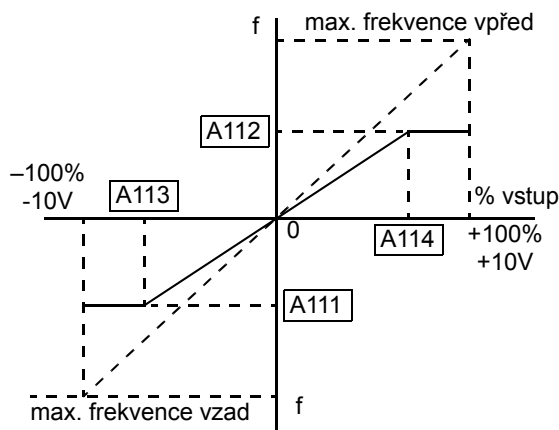 f
max. frekvence vpřed
A112
–100%
-10V
A113
% vstup
0
A114
+100%
+10V
A111
max. frekvence vzad
f